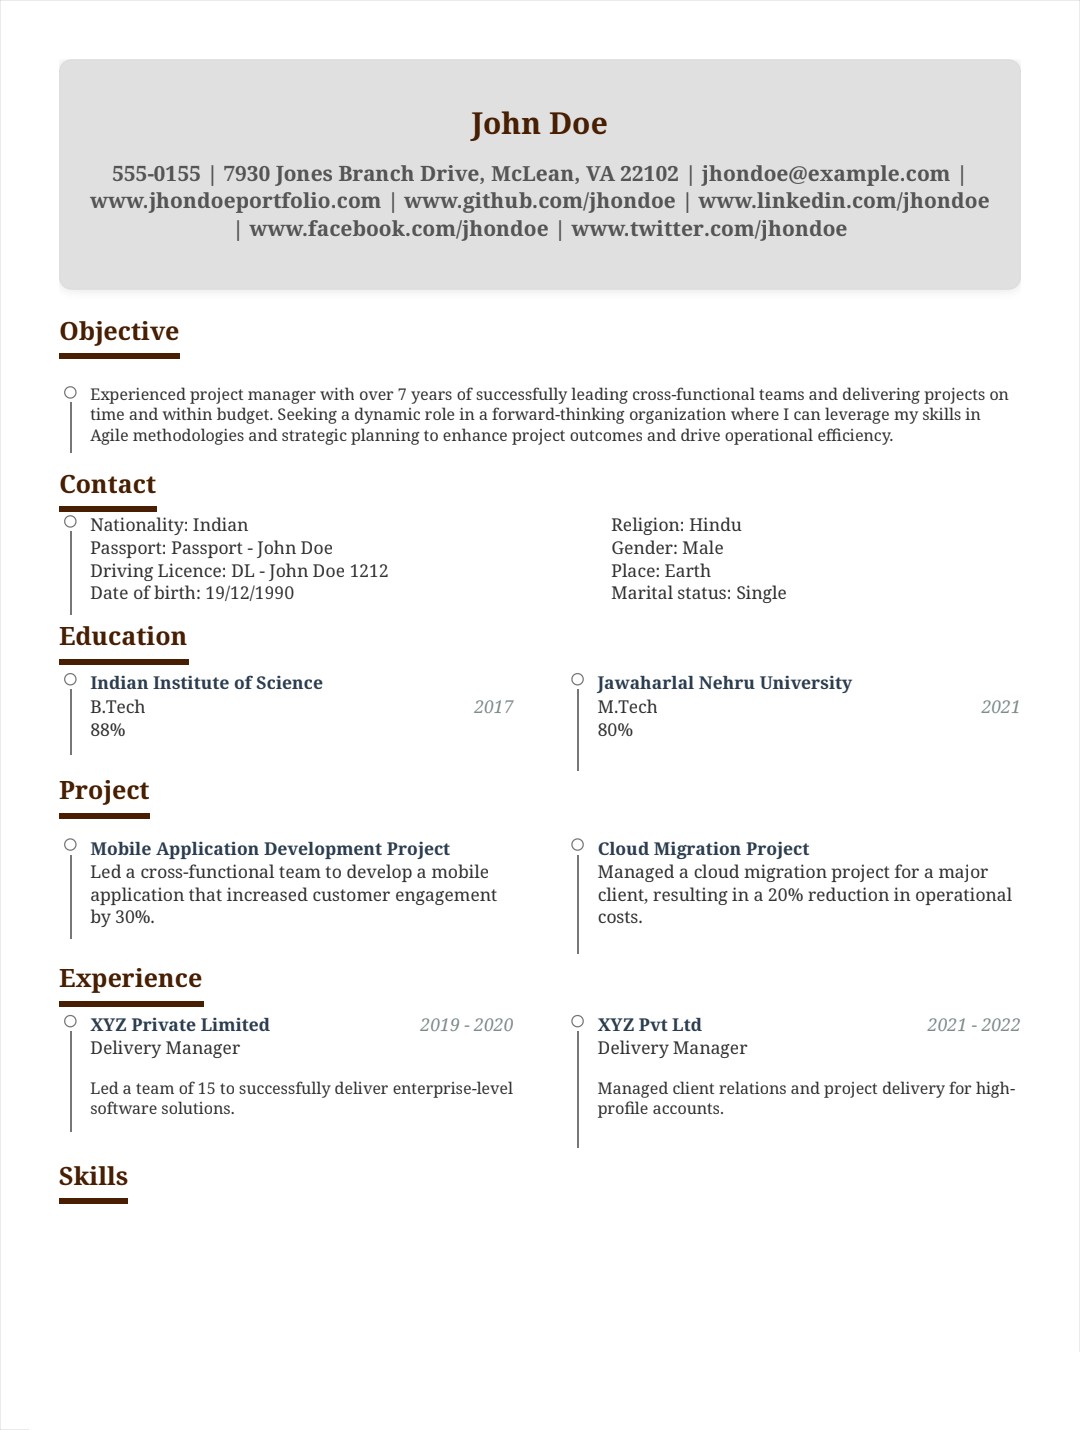 John Doe
555-0155 | 7930 Jones Branch Drive, McLean, VA 22102 | jhondoe@example.com |
www.jhondoeportfolio.com | www.github.com/jhondoe | www.linkedin.com/jhondoe
| www.facebook.com/jhondoe | www.twitter.com/jhondoe
Objective
Experienced project manager with over 7 years of successfully leading cross-functional teams and delivering projects on
time and within budget. Seeking a dynamic role in a forward-thinking organization where I can leverage my skills in
Agile methodologies and strategic planning to enhance project outcomes and drive operational efficiency.
Contact
Nationality: Indian
Passport: Passport - John Doe
Driving Licence: DL - John Doe 1212
Date of birth: 19/12/1990
Religion: Hindu
Gender: Male
Place: Earth
Marital status: Single
Education
Indian Institute of Science
B.Tech 2017
88%
Jawaharlal Nehru University
M.Tech 2021
80%
Project
Mobile Application Development Project
Led a cross-functional team to develop a mobile
application that increased customer engagement
by 30%.
Cloud Migration Project
Managed a cloud migration project for a major
client, resulting in a 20% reduction in operational
costs.
Experience
XYZ Private Limited 2019 - 2020
Delivery Manager
Led a team of 15 to successfully deliver enterprise-level
software solutions.
XYZ Pvt Ltd 2021 - 2022
Delivery Manager
Managed client relations and project delivery for high-
profile accounts.
Skills